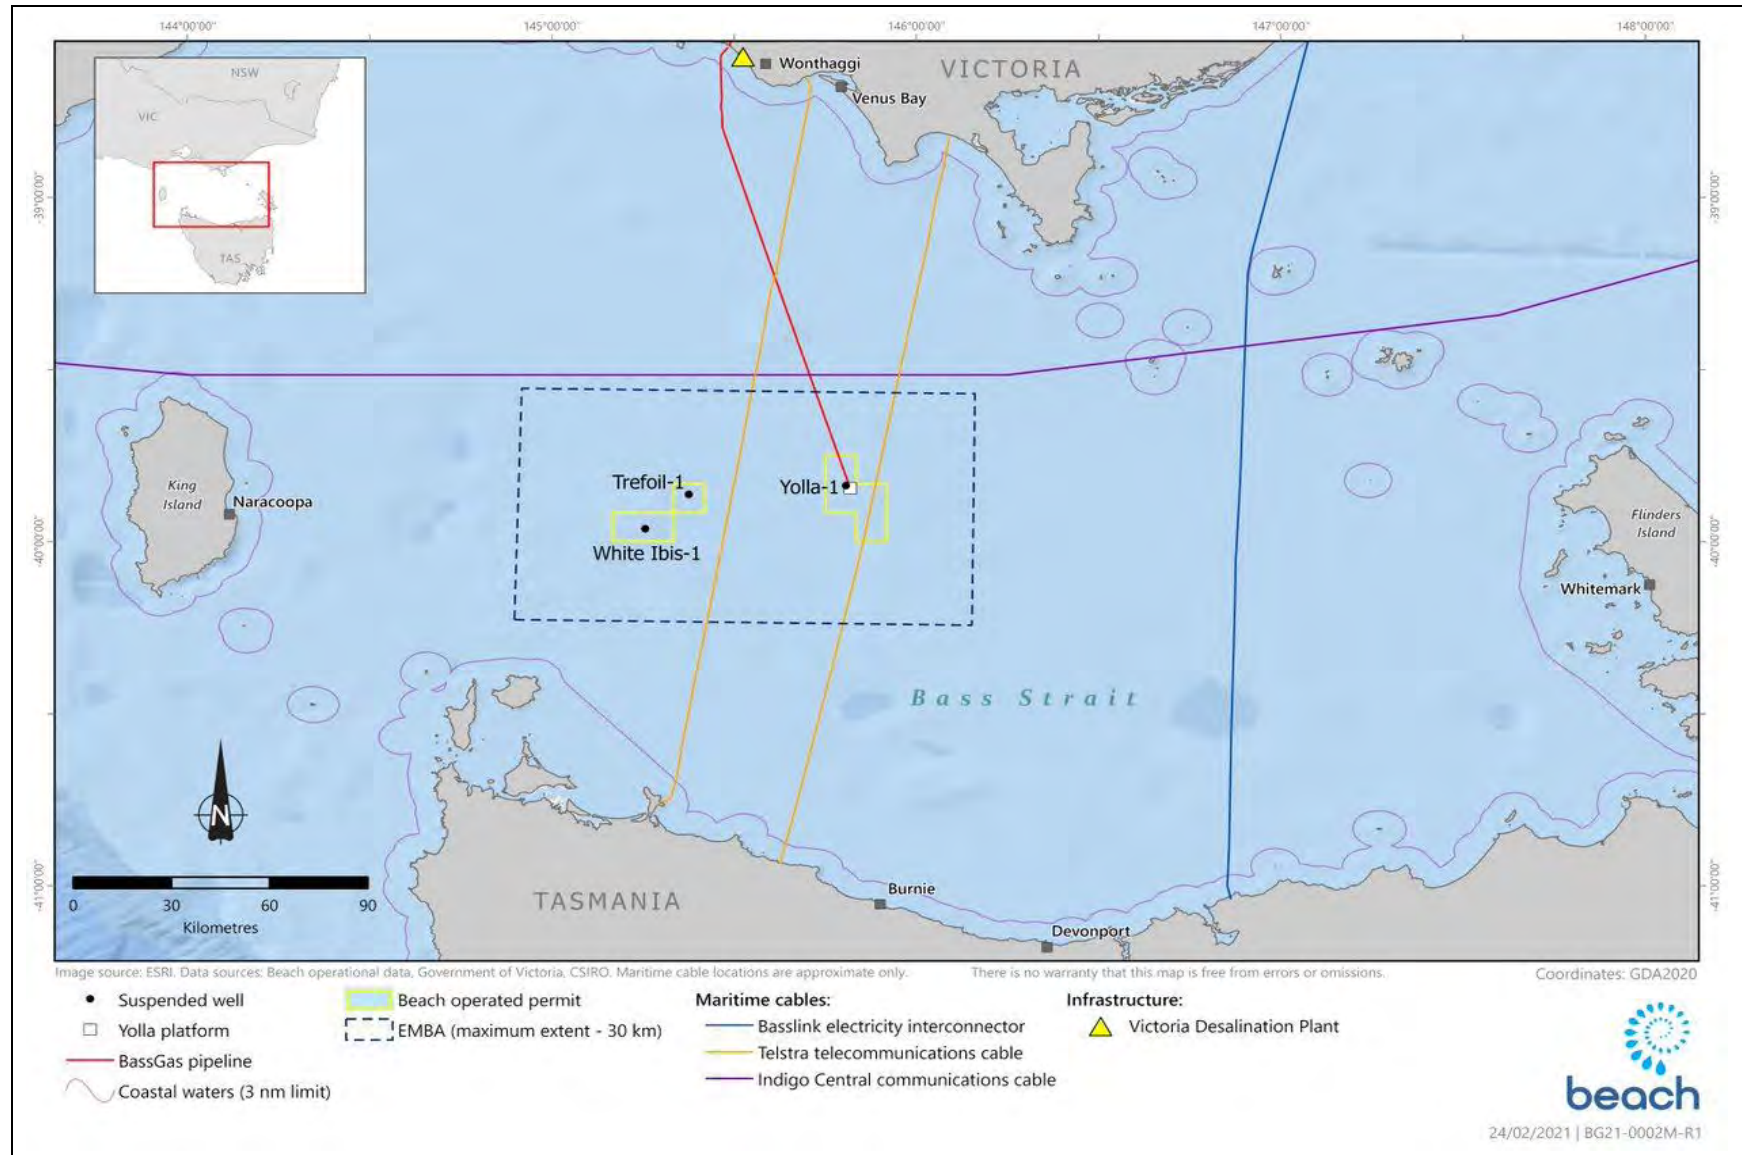 144°00'00"
145°00'00"
146°00'00"
147°00'00"
148°00'00"
NSW
VIC
TAS
Wonthaggi
VICTORIA
Venus Bay
-39°00'00"
-39°00'00"
Trefoil-1
Yolla-1
King
Island
Naracoopa
White Ibis-1
Flinders
Island
-40°00'00"
-40°00'00"
Whitemark
Bass Strait
N
0 30 60 90
Kilometres
TASMANIA
Burnie
Devonport
-41°00'00"
-41°00'00"
Image source: ESRI. Data sources: Beach operational data, Government of Victoria, CSIRO. Maritime cable locations are approximate only.
There is no warranty that this map is free from errors or omissions.
Coordinates: GDA2020
Suspended well
Yolla platform
BassGas pipeline
Coastal waters (3 nm limit)
Beach operated permit
EMBA (maximum extent - 30 km)
Maritime cables:
Basslink electricity interconnector
Telstra telecommunications cable
Indigo Central communications cable
Infrastructure:
Victoria Desalination Plant
beach
24/02/2021 | BG21-0002M-R1